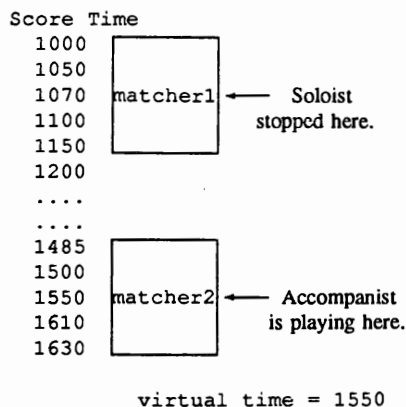 Score Time
1000
1050
1070 matcher1 Soloist
1100 stopped here.
1150
1200
....
....
1485
1500
1550 matcher2 Accompanist
1610 is playing here.
1630
virtual time = 1550